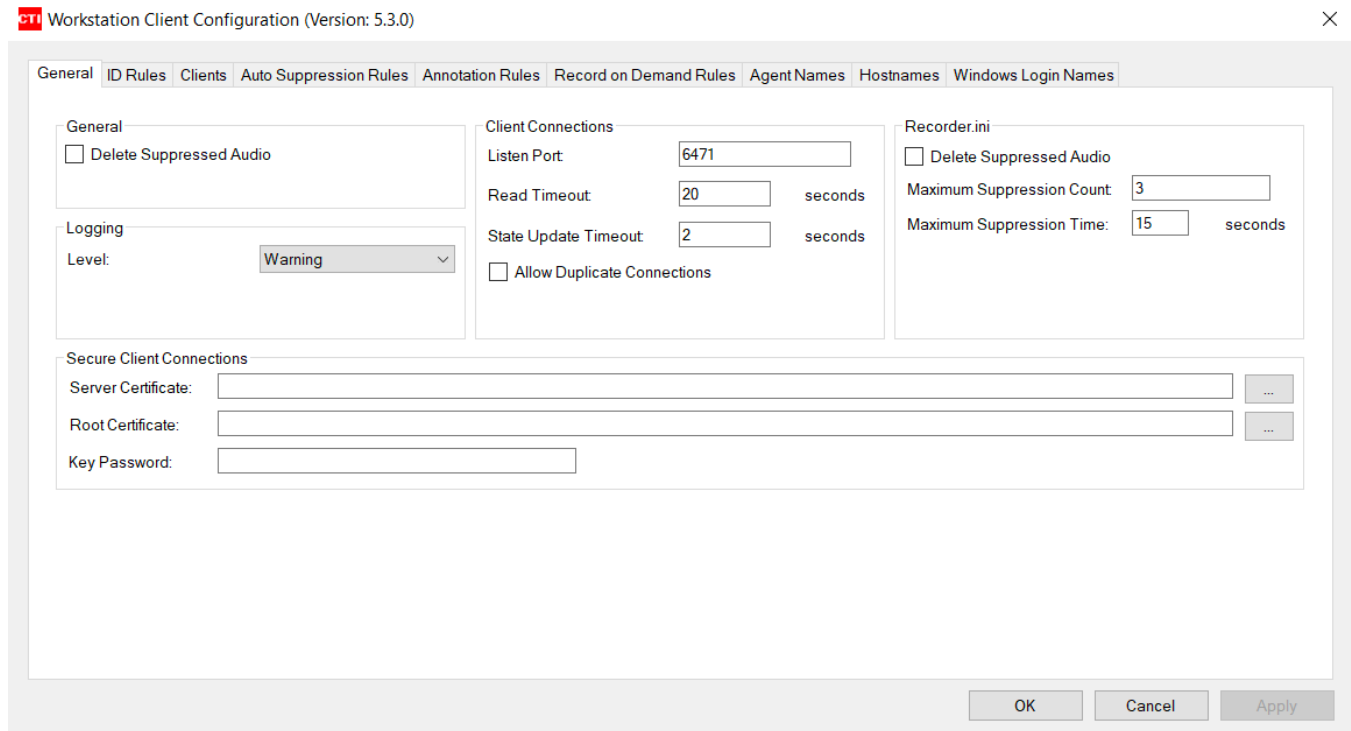 CTI Workstation Client Configuration (Version: 5.3.0)
General ID Rules Clients Auto Suppression Rules Annotation Rules Record on Demand Rules Agent Names Hostnames Windows Login Names
General
Delete Suppressed Audio
Logging
Level: Warning
Client Connections
Listen Port: 6471
Read Timeout: 20 seconds
State Update Timeout: 2 seconds
Allow Duplicate Connections
Recorder.ini
Delete Suppressed Audio
Maximum Suppression Count: 3
Maximum Suppression Time: 15 seconds
Secure Client Connections
Server Certificate: ...
Root Certificate: ...
Key Password:
OK Cancel Apply